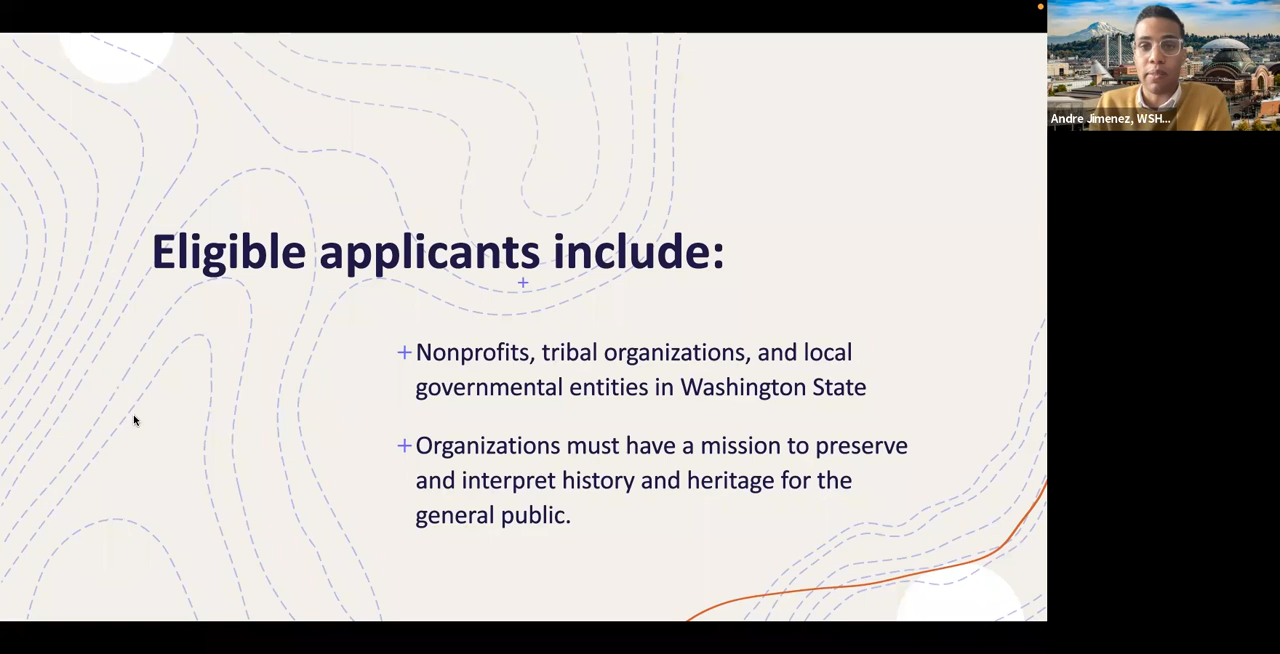 Eligible applicants include:
+ Nonprofits, tribal organizations, and local
governmental entities in Washington State
+ Organizations must have a mission to preserve
and interpret history and heritage for the
general public.
Andre Jimenez, WSH...